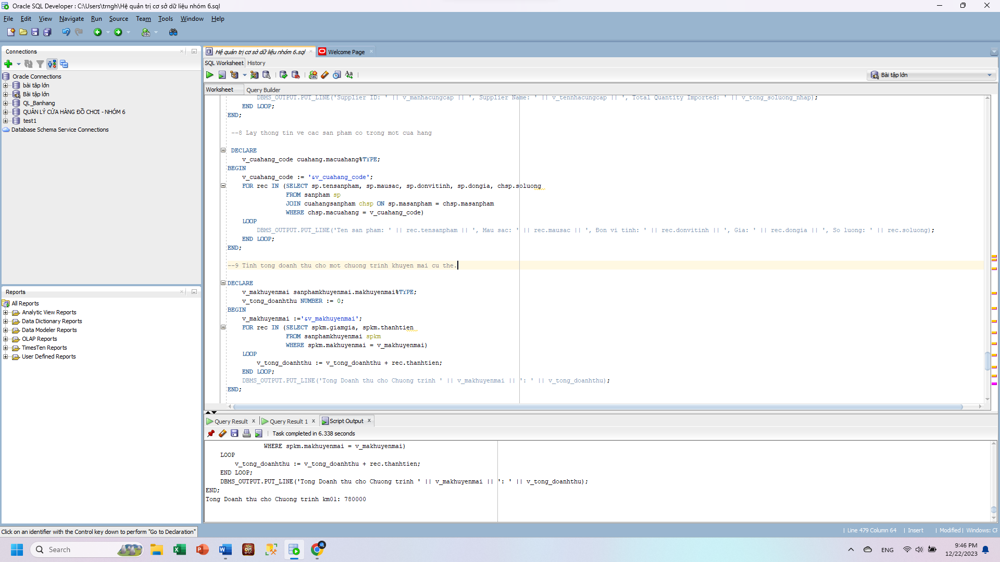 Oracle SQL Developer : C:\Users\trngh\Hệ quản trị cơ sở dữ liệu nhóm 6.sql
File Edit View Navigate Run Source Team Tools Window Help
Connections
Oracle Connections
bài tập lớn
Bài tập lớn
QL_Banhang
QUẢN LÝ CỬA HÀNG ĐỒ CHƠI - NHÓM 6
test1
Database Schema Service Connections
Reports
All Reports
Analytic View Reports
Data Dictionary Reports
Data Modeler Reports
OLAP Reports
TimesTen Reports
User Defined Reports
Hệ quản trị cơ sở dữ liệu nhóm 6.sql Welcome Page
SQL Worksheet History
Bài tập lớn
Worksheet Query Builder
DBMS_OUTPUT.PUT_LINE('Supplier ID: ' || v_manhacungcap || ', Supplier Name: ' || v_tennhacungcap || ', Total Quantity Imported: ' || v_tong_soluong_nhap);
END LOOP;
END;
--8 Lay thong tin ve cac san pham co trong mot cua hang
DECLARE
v_cuahang_code cuahang.macuahang%TYPE;
BEGIN
v_cuahang_code := '&v_cuahang_code';
FOR rec IN (SELECT sp.tensanpham, sp.mausac, sp.donvitinh, sp.dongia, chsp.soluong
FROM sanpham sp
JOIN cuahangsanpham chsp ON sp.masanpham = chsp.masanpham
WHERE chsp.macuahang = v_cuahang_code)
LOOP
DBMS_OUTPUT.PUT_LINE('Ten san pham: ' || rec.tensanpham || ', Mau sac: ' || rec.mausac || ', Đon vi tinh: ' || rec.donvitinh || ', Gia: ' || rec.dongia || ', So luong: ' || rec.soluong);
END LOOP;
END;
--9 Tinh tong doanh thu cho mot chuong trinh khuyen mai cu the.
DECLARE
v_makhuyenmai sanphamkhuyenmai.makhuyenmai%TYPE;
v_tong_doanhthu NUMBER := 0;
BEGIN
v_makhuyenmai :='&v_makhuyenmai';
FOR rec IN (SELECT spkm.giamgia, spkm.thanhtien
FROM sanphamkhuyenmai spkm
WHERE spkm.makhuyenmai = v_makhuyenmai)
LOOP
v_tong_doanhthu := v_tong_doanhthu + rec.thanhtien;
END LOOP;
DBMS_OUTPUT.PUT_LINE('Tong Doanh thu cho Chuong trinh ' || v_makhuyenmai || ': ' || v_tong_doanhthu);
END;
Query Result Query Result 1 Script Output
Task completed in 6.338 seconds
WHERE spkm.makhuyenmai = v_makhuyenmai)
LOOP
v_tong_doanhthu := v_tong_doanhthu + rec.thanhtien;
END LOOP;
DBMS_OUTPUT.PUT_LINE('Tong Doanh thu cho Chuong trinh ' || v_makhuyenmai || ': ' || v_tong_doanhthu);
END;
Tong Doanh thu cho Chuong trinh km01: 780000
Click on an identifier with the Control key down to perform "Go to Declaration"
Line 479 Column 64 Insert Modified Windows: CF
Search
ENG
9:46 PM
12/22/2023